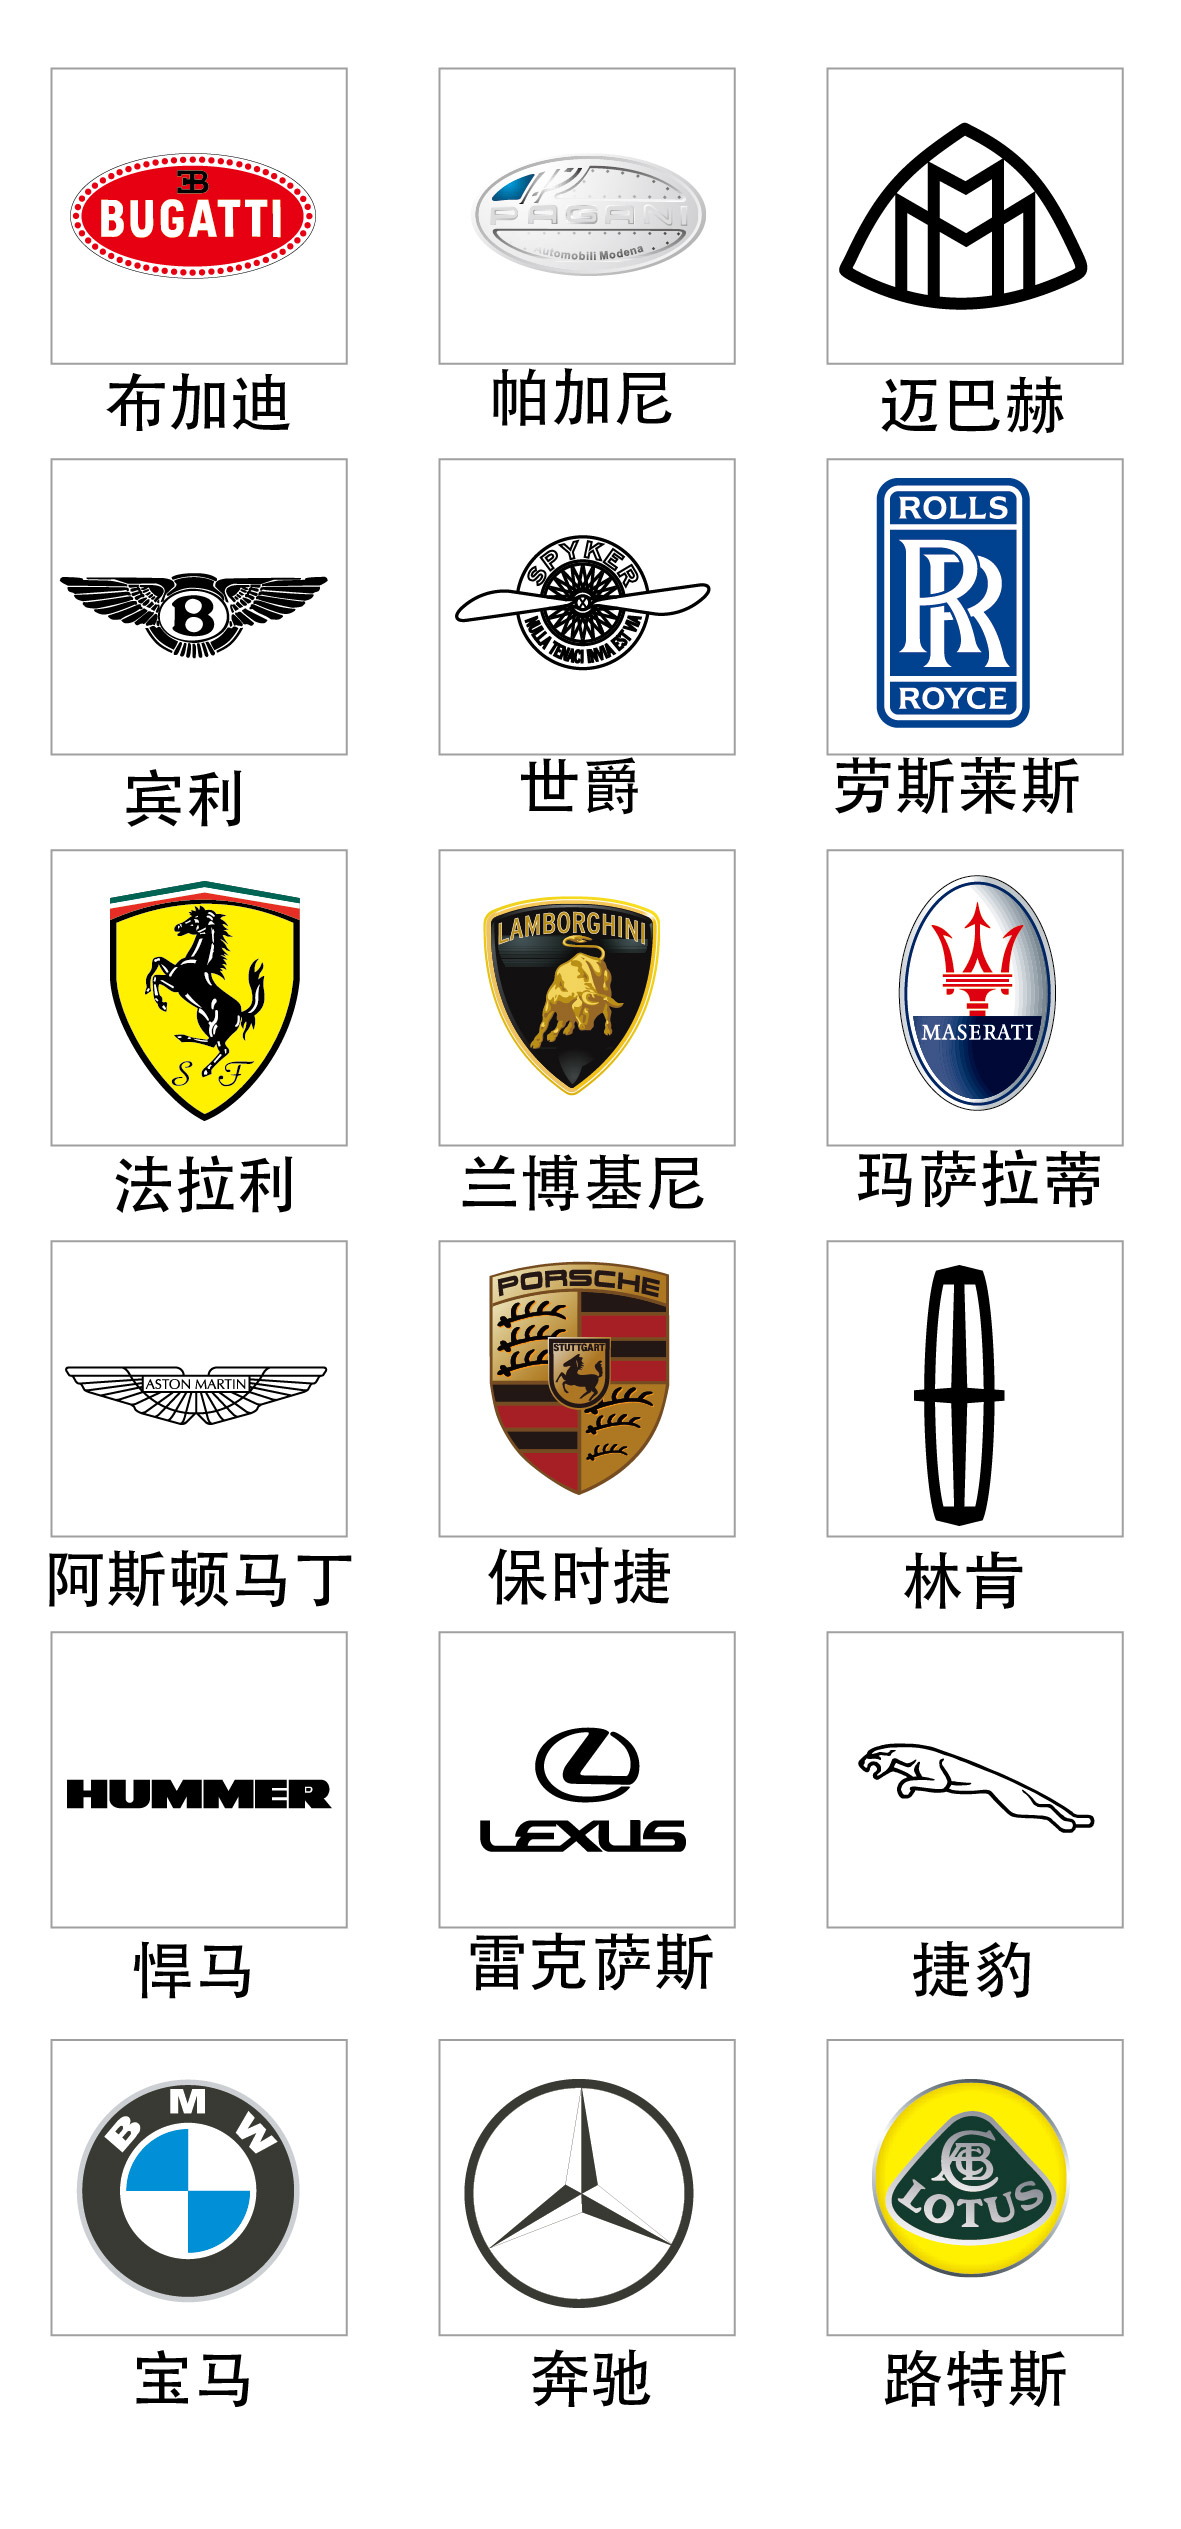 BUGATTI
PAGANI
Automobili Modena
布加迪
帕加尼
迈巴赫
B
SPYKER
NULLA TENACI INVIA EST VIA
ROLLS
RR
ROYCE
宾利
世爵
劳斯莱斯
S F
LAMBORGHINI
MASERATI
法拉利
兰博基尼
玛萨拉蒂
ASTON MARTIN
PORSCHE
STUTTGART
阿斯顿马丁
保时捷
林肯
HUMMER
LEXUS
悍马
雷克萨斯
捷豹
BMW
LOTUS
宝马
奔驰
路特斯